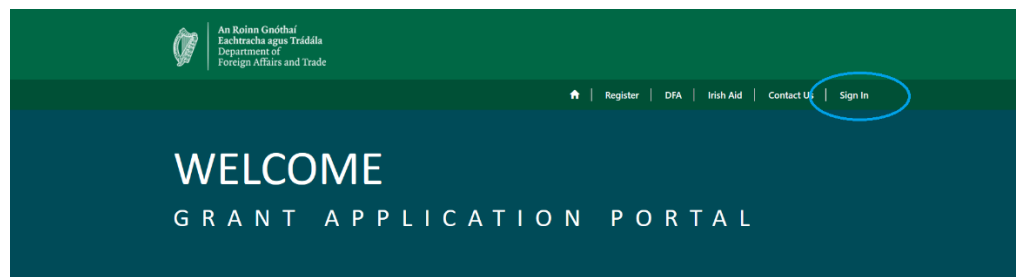 An Roinn Gnóthaí
Eachtracha agus Trádála
Department of
Foreign Affairs and Trade
Register | DFA | Irish Aid | Contact Us | Sign In
WELCOME
GRANT APPLICATION PORTAL